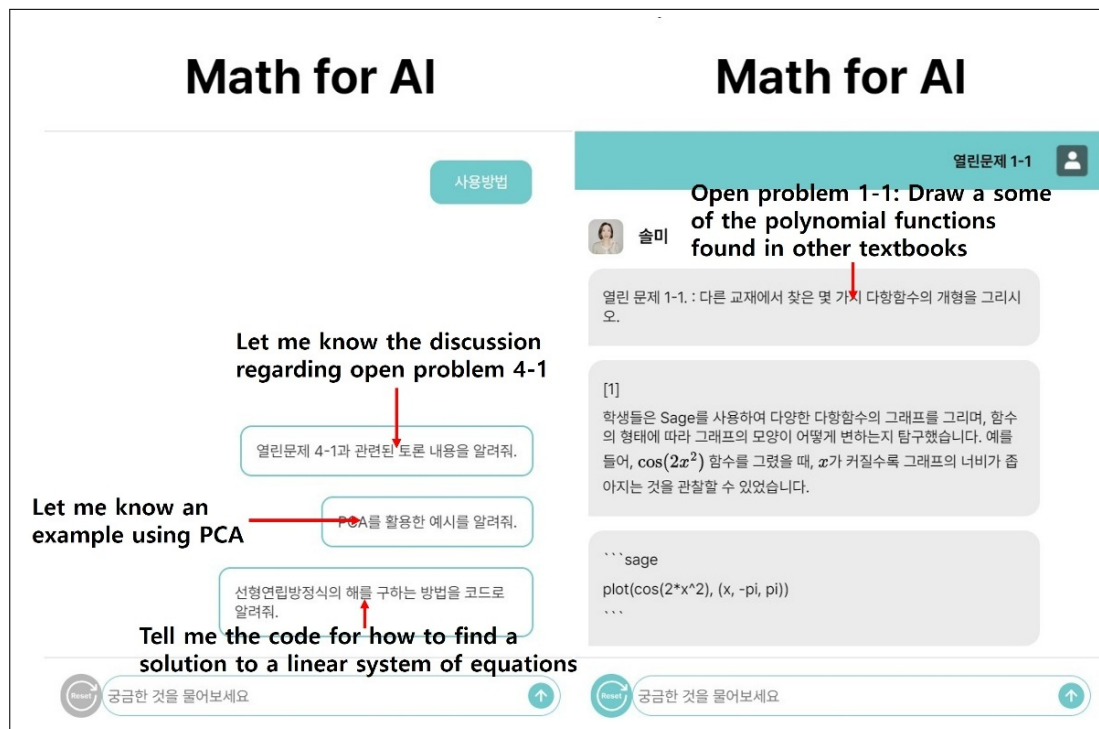 Math for AI
사용방법
Let me know the discussion
regarding open problem 4-1
열린문제 4-1과 관련된 토론 내용을 알려줘.
Let me know an
example using PCA
PCA를 활용한 예시를 알려줘.
선형연립방정식의 해를 구하는 방법을 코드로
알려줘.
Tell me the code for how to find a
solution to a linear system of equations
Reset
궁금한 것을 물어보세요
Math for AI
열린문제 1-1
Open problem 1-1: Draw a some
of the polynomial functions
found in other textbooks
솔미
열린 문제 1-1. : 다른 교재에서 찾은 몇 가지 다항함수의 개형을 그리시
오.
[1]
학생들은 Sage를 사용하여 다양한 다항함수의 그래프를 그리며, 함수
의 형태에 따라 그래프의 모양이 어떻게 변하는지 탐구했습니다. 예를
들어, cos(2x²) 함수를 그렸을 때, x가 커질수록 그래프의 너비가 좁
아지는 것을 관찰할 수 있었습니다.
```sage
plot(cos(2*x^2), (x, -pi, pi))
```
Reset
궁금한 것을 물어보세요